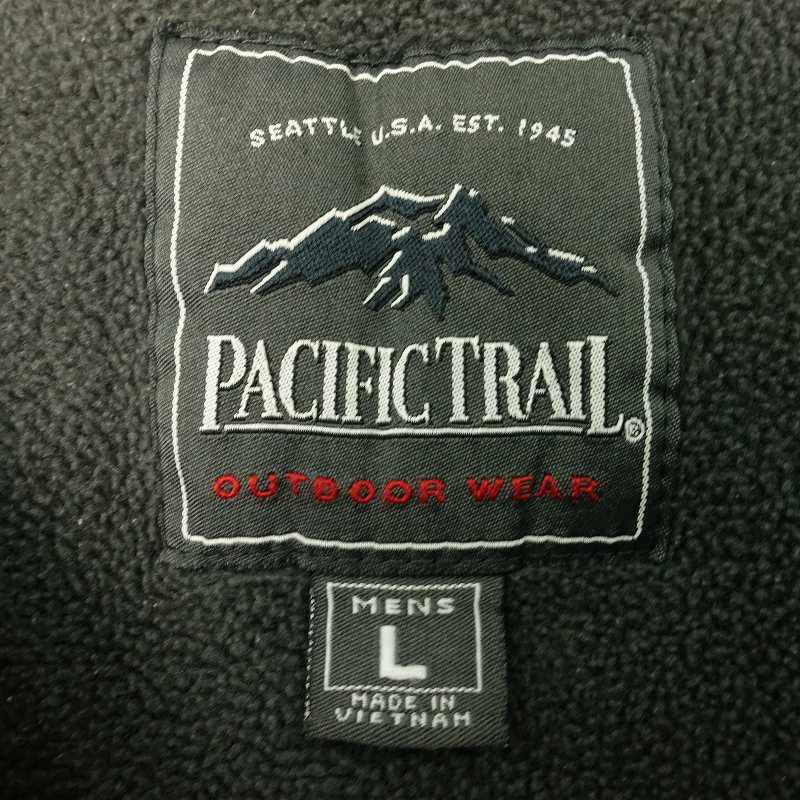 SEATTLE U.S.A. EST. 1945
PACIFIC TRAIL®
OUTDOOR WEAR
MENS
L
MADE IN
VIETNAM